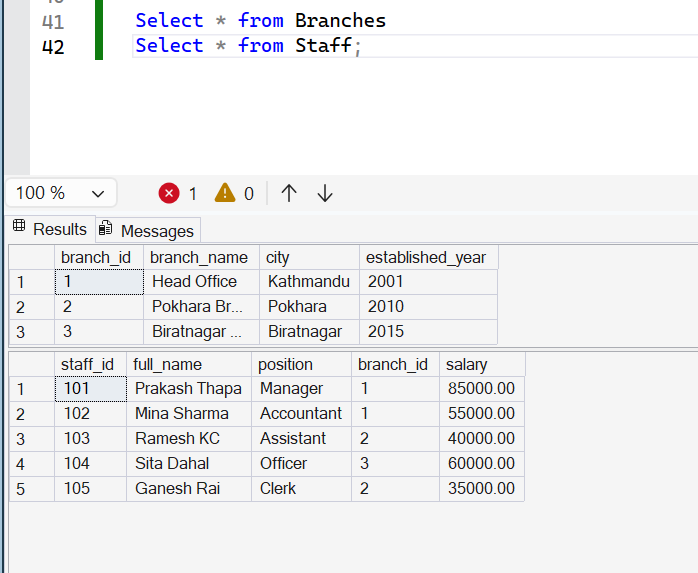 41 Select * from Branches
42 Select * from Staff;
100 % 1 0
Results Messages
branch_id branch_name city established_year
1 1 Head Office Kathmandu 2001
2 2 Pokhara Br... Pokhara 2010
3 3 Biratnagar ... Biratnagar 2015
staff_id full_name position branch_id salary
1 101 Prakash Thapa Manager 1 85000.00
2 102 Mina Sharma Accountant 1 55000.00
3 103 Ramesh KC Assistant 2 40000.00
4 104 Sita Dahal Officer 3 60000.00
5 105 Ganesh Rai Clerk 2 35000.00